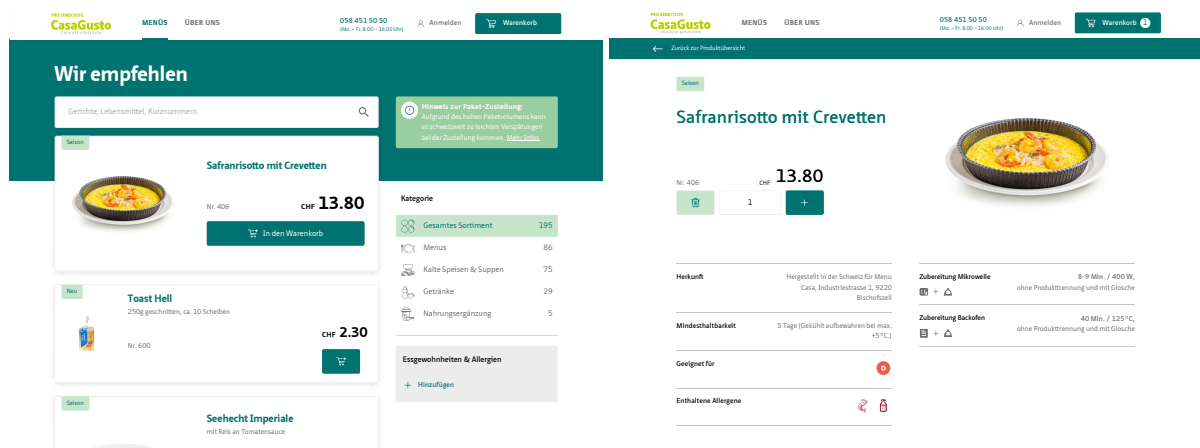 PRO SENECTUTE
CasaGusto
MENÜS
ÜBER UNS
058 451 50 50
(Mo. – Fr. 8.00 – 16.00 Uhr)
Anmelden
Warenkorb
Wir empfehlen
Gerichte, Lebensmittel, Kurznummern
Hinweis zur Paket-Zustellung:
Aufgrund des hohen Paketvolumens kann
es schweizweit zu leichten Verspätungen
bei der Zustellung kommen. Mehr Infos.
Saison
Safranrisotto mit Crevetten
Nr. 406
CHF 13.80
In den Warenkorb
Neu
Toast Hell
250g geschnitten, ca. 10 Scheiben
Nr. 600
CHF 2.30
Saison
Seehecht Imperiale
mit Reis an Tomatensauce
Kategorie
Gesamtes Sortiment 195
Menus 86
Kalte Speisen & Suppen 75
Getränke 29
Nahrungsergänzung 5
Essgewohnheiten & Allergien
+ Hinzufügen
PRO SENECTUTE
CasaGusto
MENÜS
ÜBER UNS
058 451 50 50
(Mo. – Fr. 8.00 – 16.00 Uhr)
Anmelden
Warenkorb 1
Zurück zur Produktübersicht
Saison
Safranrisotto mit Crevetten
Nr. 406
CHF 13.80
1
+
Herkunft
Hergestellt in der Schweiz für Menu
Casa, Industriestrasse 1, 9220
Bischofszell
Mindesthaltbarkeit
5 Tage (Gekühlt aufbewahren bei max.
+5°C.)
Geeignet für
D
Enthaltene Allergene
Zubereitung Mikrowelle
+
8-9 Min. / 400 W,
ohne Produkttrennung und mit Glosche
Zubereitung Backofen
+
40 Min. / 125°C,
ohne Produkttrennung und mit Glosche